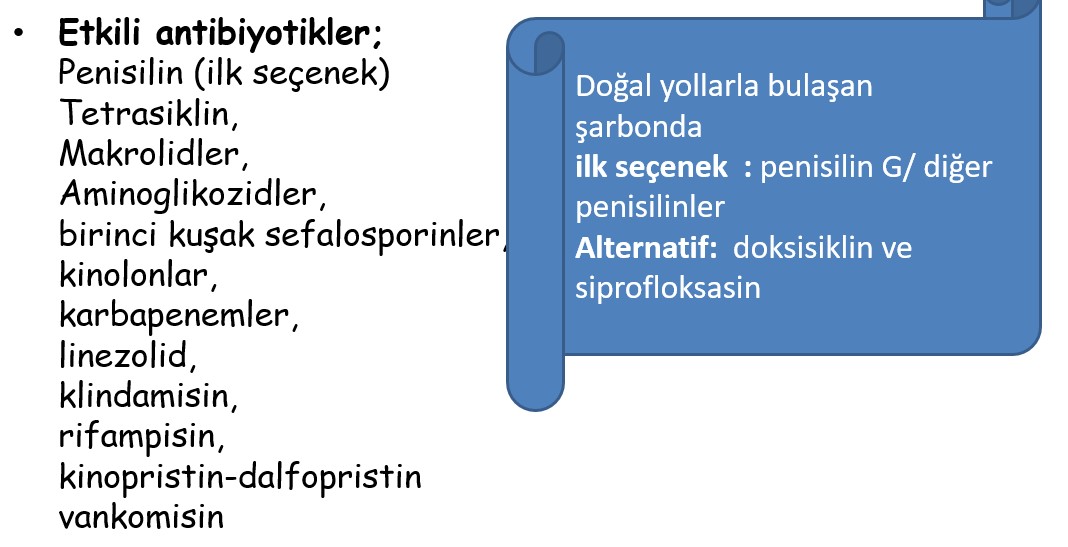 • Etkili antibiyotikler;
Penisilin (ilk seçenek)
Tetrasiklin,
Makrolidler,
Aminoglikozidler,
birinci kuşak sefalosporinler,
kinolonlar,
karbapenemler,
linezolid,
klindamisin,
rifampisin,
kinopristin-dalfopristin
vankomisin
Doğal yollarla bulaşan
şarbonda
ilk seçenek : penisilin G/ diğer
penisilinler
Alternatif: doksisiklin ve
siprofloksasin